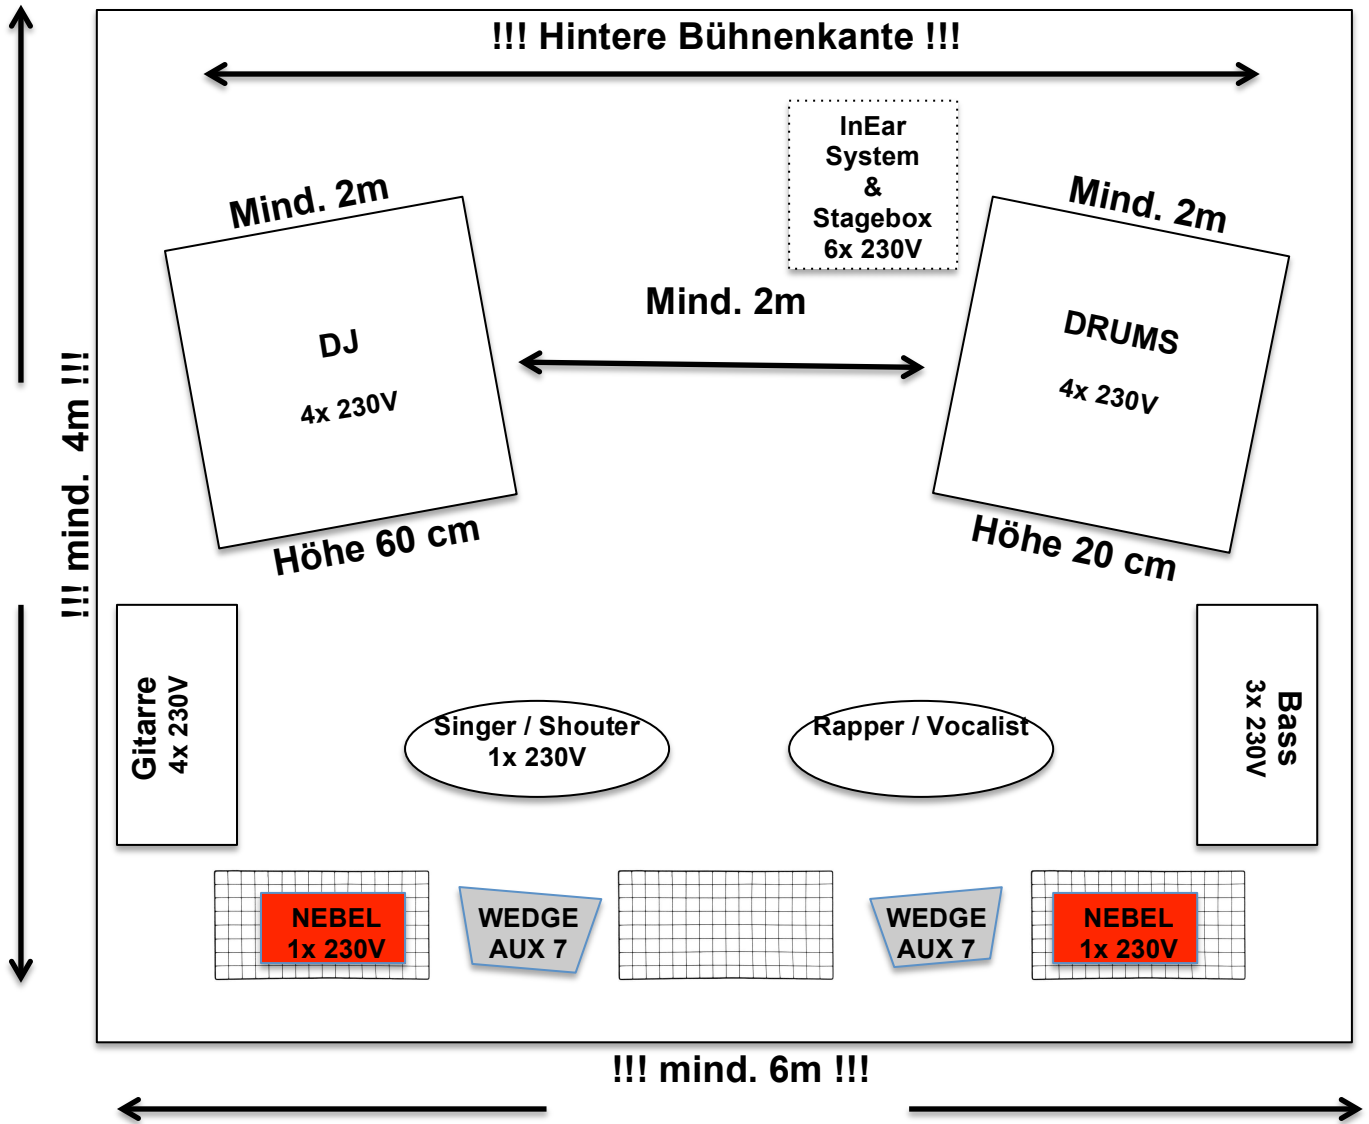 !!! Hintere Bühnenkante !!!
InEar
System
&
Stagebox
6x 230V
Mind. 2m
Mind. 2m
Mind. 2m
DJ
4x 230V
DRUMS
4x 230V
Höhe 60 cm
Höhe 20 cm
!!! mind.  4m !!!
Gitarre
4x 230V
Singer / Shouter
1x 230V
Rapper / Vocalist
Bass
3x 230V
NEBEL
1x 230V
WEDGE
AUX 7
WEDGE
AUX 7
NEBEL
1x 230V
!!! mind. 6m !!!